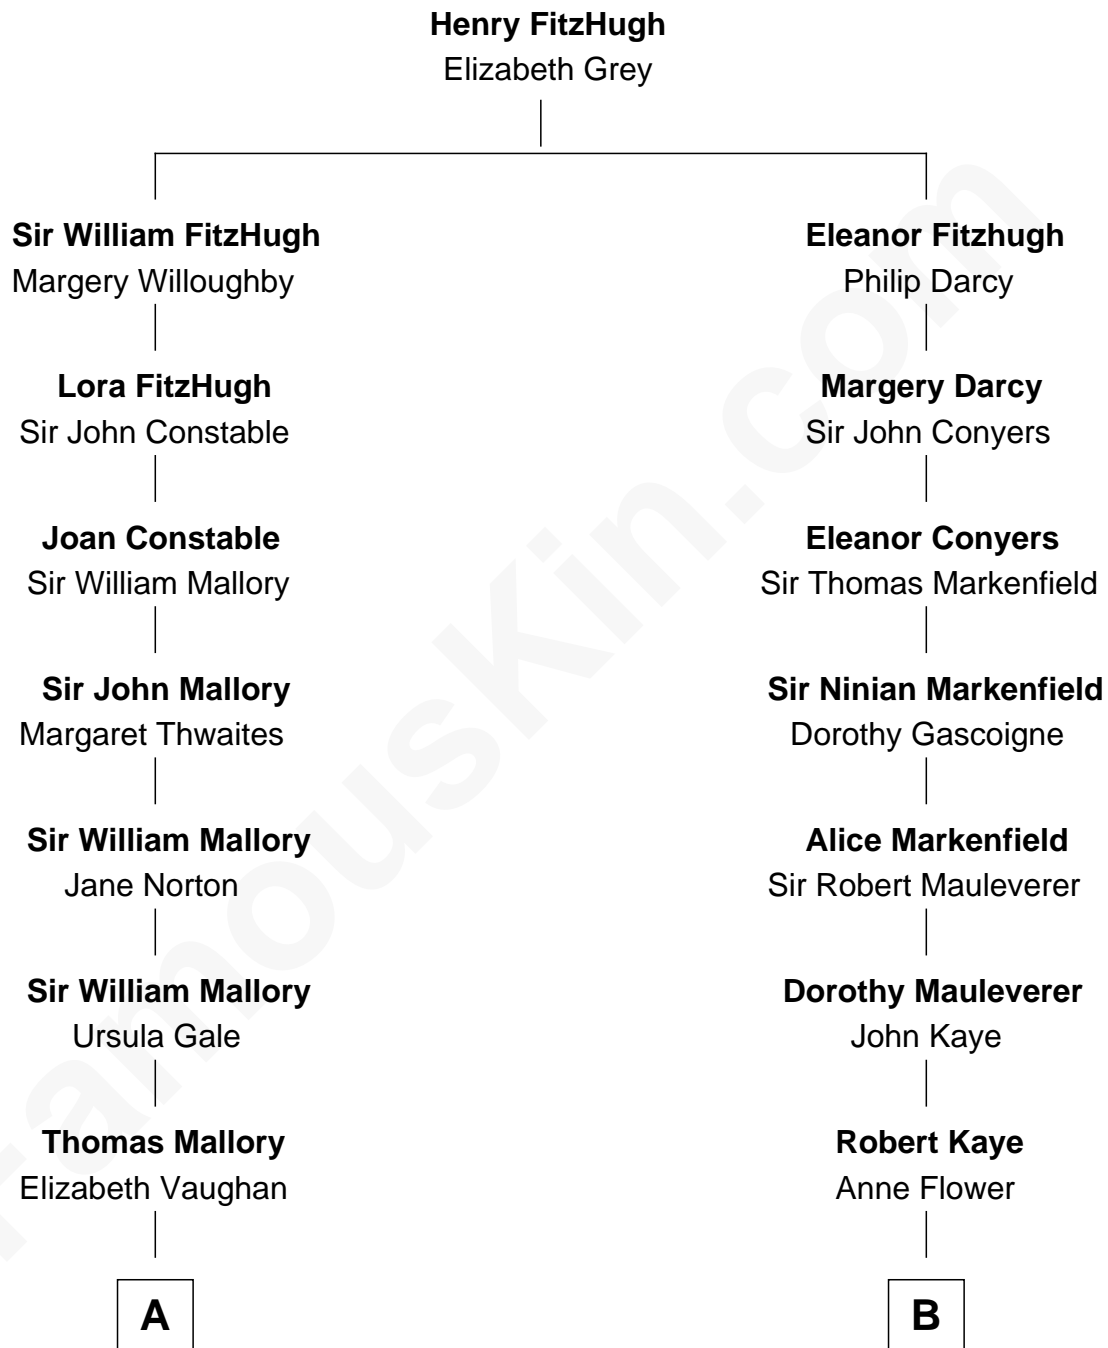 Henry FitzHugh
Elizabeth Grey
Sir William FitzHugh
Margery Willoughby
Eleanor Fitzhugh
Philip Darcy
Lora FitzHugh
Sir John Constable
Margery Darcy
Sir John Conyers
Joan Constable
Sir William Mallory
Eleanor Conyers
Sir Thomas Markenfield
Sir John Mallory
Margaret Thwaites
Sir Ninian Markenfield
Dorothy Gascoigne
Sir William Mallory
Jane Norton
Alice Markenfield
Sir Robert Mauleverer
Sir William Mallory
Ursula Gale
Dorothy Mauleverer
John Kaye
Thomas Mallory
Elizabeth Vaughan
Robert Kaye
Anne Flower
A
B
FamousKin.com